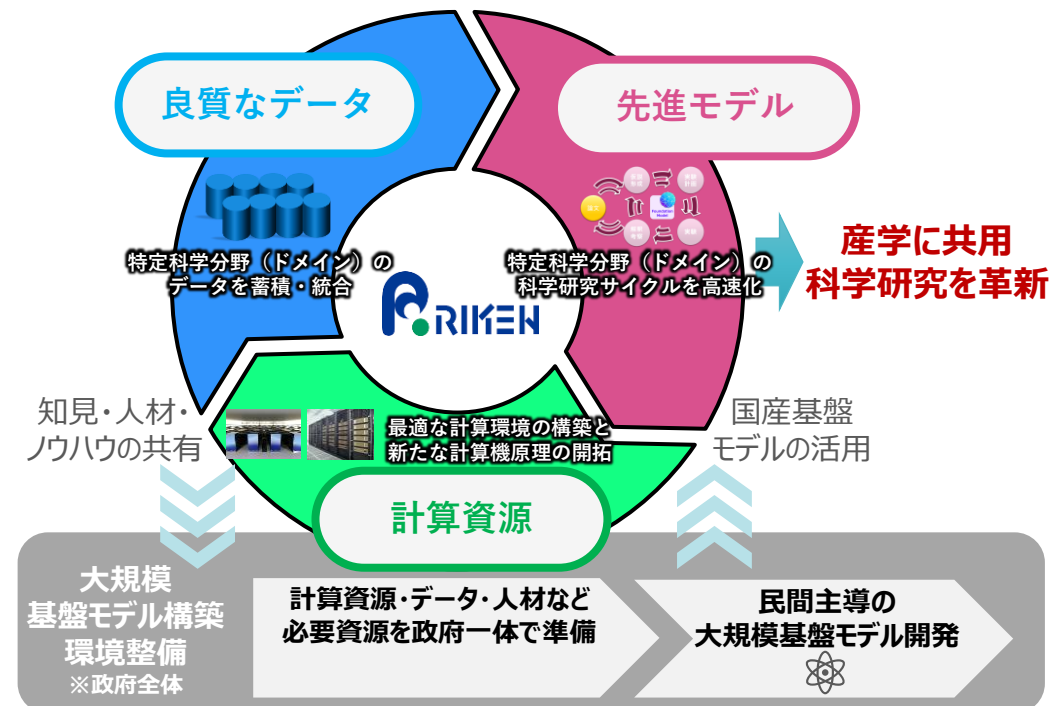 良質なデータ
先進モデル
論文
Foundation
Model
特定科学分野（ドメイン）の
データを蓄積・統合
特定科学分野（ドメイン）の
科学研究サイクルを高速化
産学に共用
科学研究を革新
RIKEN
知見・人材・
ノウハウの共有
最適な計算環境の構築と
新たな計算機原理の開拓
国産基盤
モデルの活用
計算資源
大規模
基盤モデル構築
環境整備
※政府全体
計算資源・データ・人材など
必要資源を政府一体で準備
民間主導の
大規模基盤モデル開発